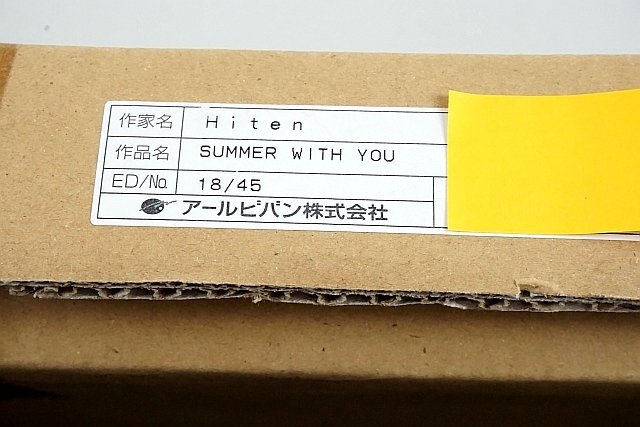 作家名 Hiten
作品名 SUMMER WITH YOU
ED/No. 18/45
アールビバン株式会社